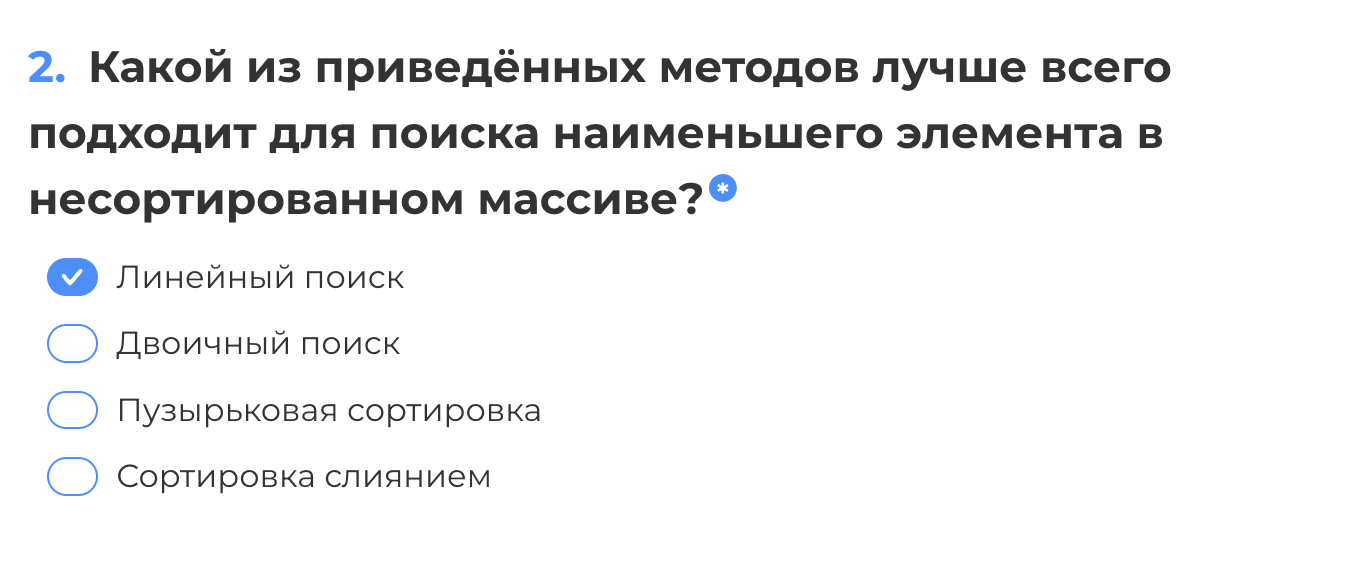 2. Какой из приведённых методов лучше всего
подходит для поиска наименьшего элемента в
несортированном массиве?*
Линейный поиск
Двоичный поиск
Пузырьковая сортировка
Сортировка слиянием